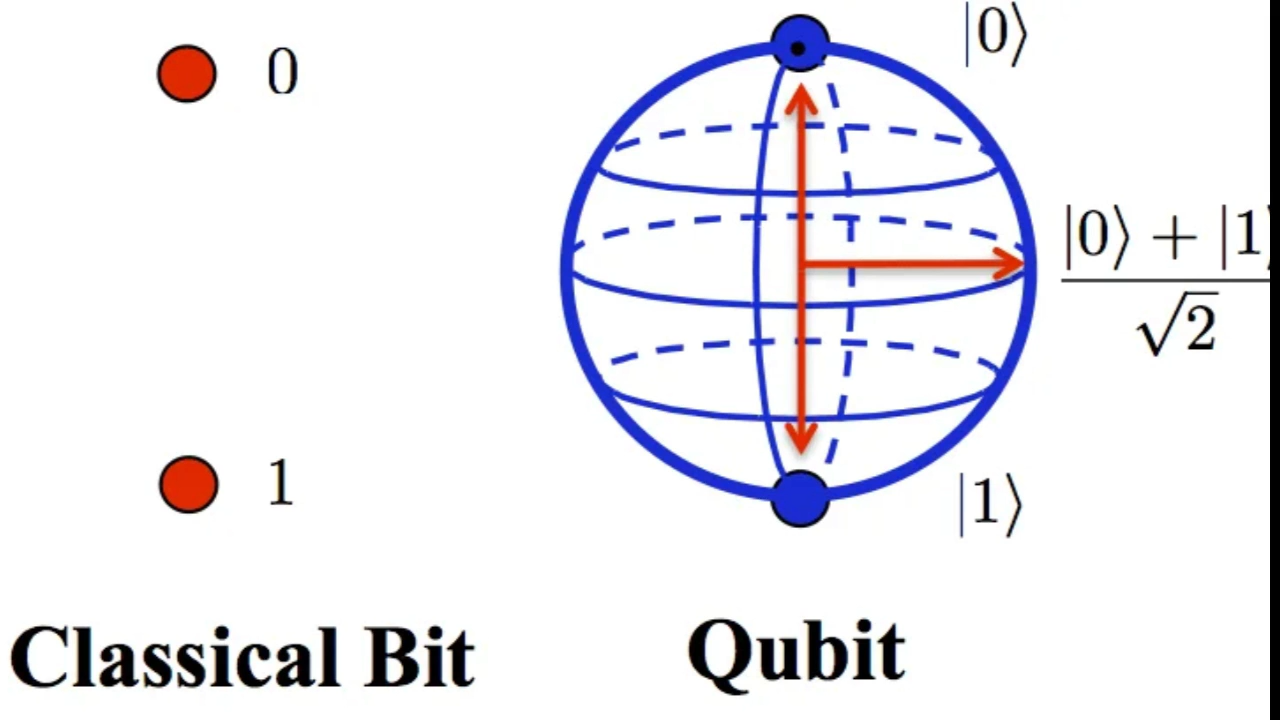 0
|0⟩
|0⟩ + |1⟩
√2
1
|1⟩
Classical Bit
Qubit